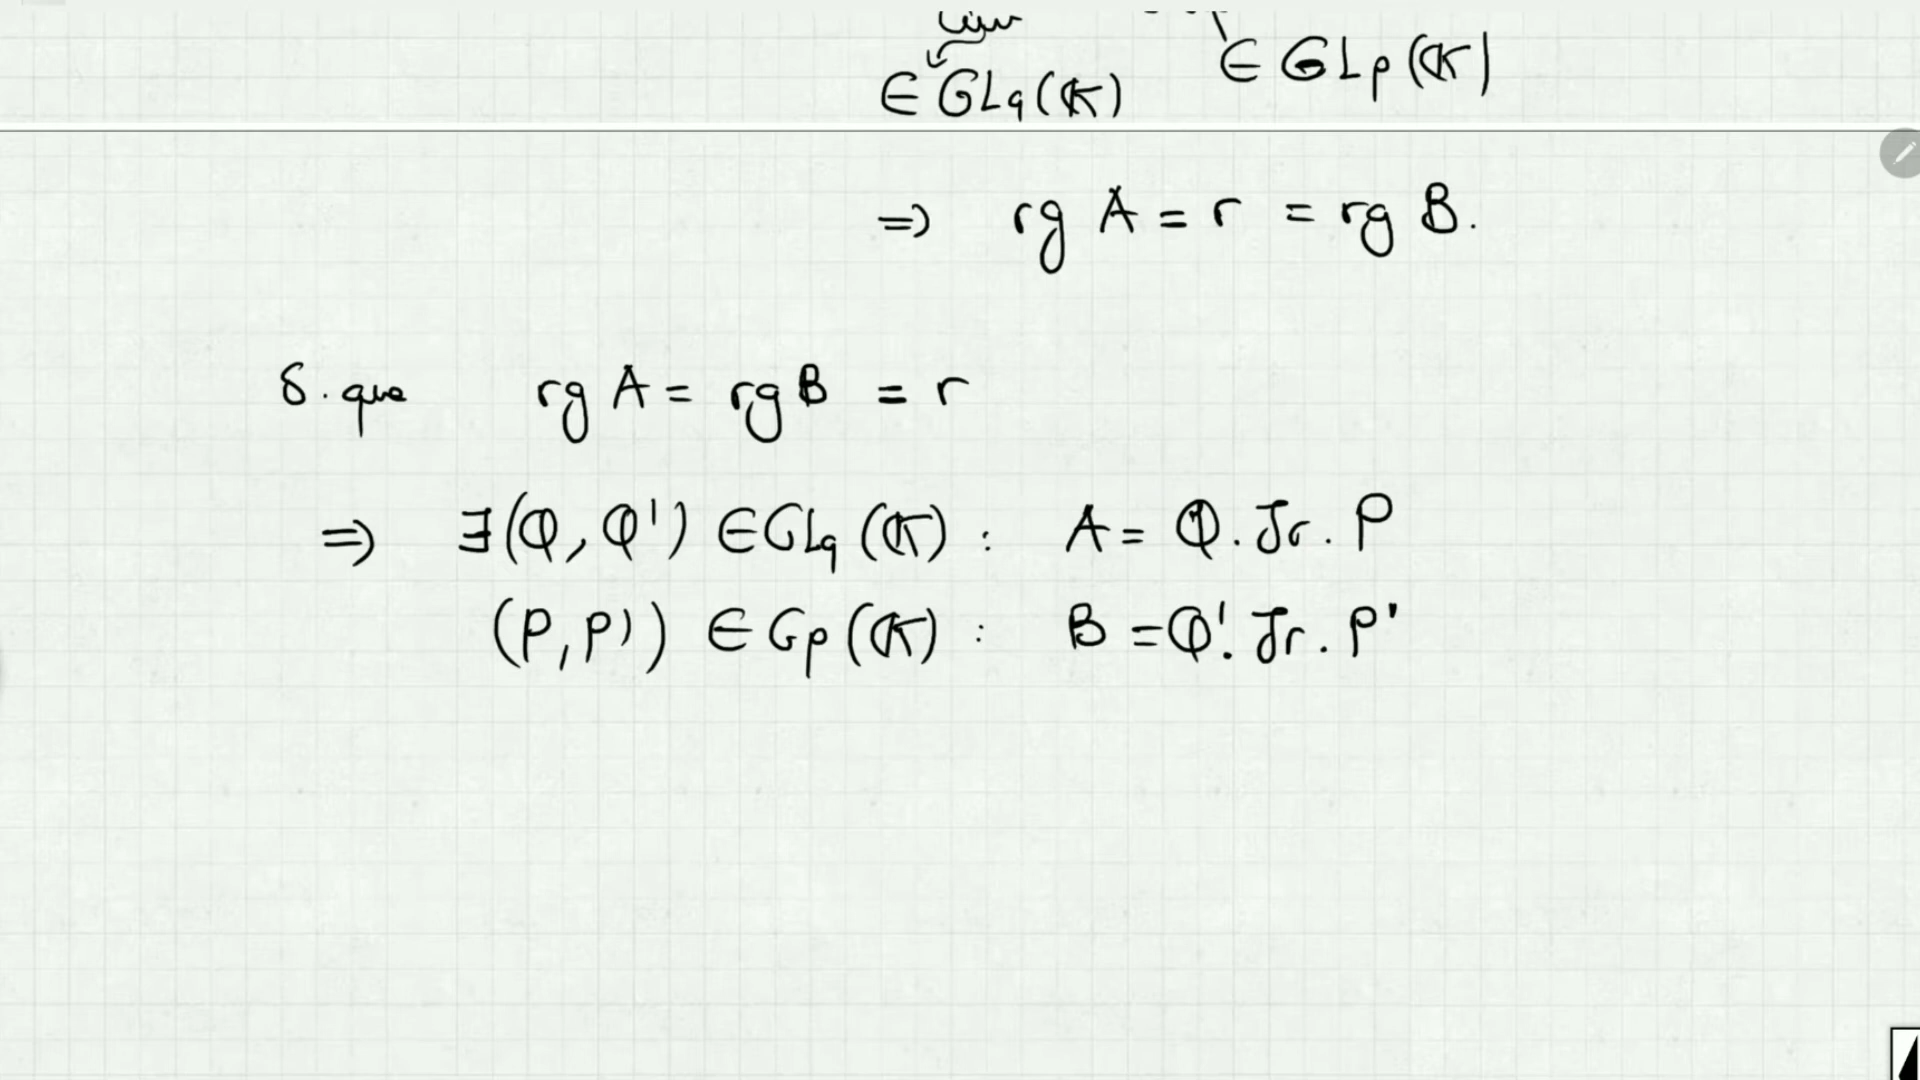 ∈ GLq(K)
∈ GLp(K)
⇒ rg A = r = rg B.
S. que rg A = rg B = r
⇒ ∃(Q, Q') ∈ GLq(K) : A = Q. Jr. P
(P, P') ∈ Gp(K) : B = Q'. Jr. P'